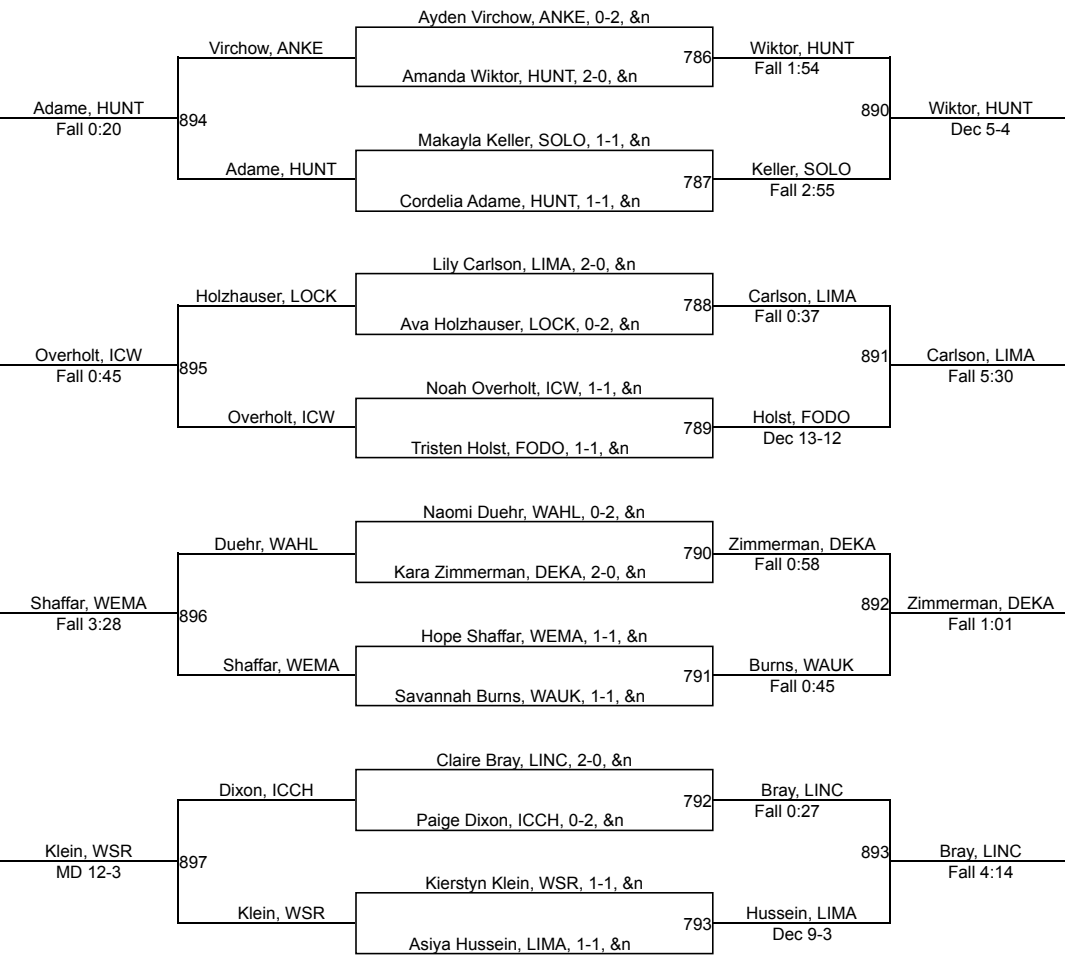 Ayden Virchow, ANKE, 0-2, &n
Virchow, ANKE
786
Wiktor, HUNT
Fall 1:54
Amanda Wiktor, HUNT, 2-0, &n
Adame, HUNT
Fall 0:20
894
890
Wiktor, HUNT
Dec 5-4
Makayla Keller, SOLO, 1-1, &n
Adame, HUNT
787
Keller, SOLO
Fall 2:55
Cordelia Adame, HUNT, 1-1, &n
Lily Carlson, LIMA, 2-0, &n
Holzhauser, LOCK
788
Carlson, LIMA
Fall 0:37
Ava Holzhauser, LOCK, 0-2, &n
Overholt, ICW
Fall 0:45
895
891
Carlson, LIMA
Fall 5:30
Noah Overholt, ICW, 1-1, &n
Overholt, ICW
789
Holst, FODO
Dec 13-12
Tristen Holst, FODO, 1-1, &n
Naomi Duehr, WAHL, 0-2, &n
Duehr, WAHL
790
Zimmerman, DEKA
Fall 0:58
Kara Zimmerman, DEKA, 2-0, &n
Shaffar, WEMA
Fall 3:28
896
892
Zimmerman, DEKA
Fall 1:01
Hope Shaffar, WEMA, 1-1, &n
Shaffar, WEMA
791
Burns, WAUK
Fall 0:45
Savannah Burns, WAUK, 1-1, &n
Claire Bray, LINC, 2-0, &n
Dixon, ICCH
792
Bray, LINC
Fall 0:27
Paige Dixon, ICCH, 0-2, &n
Klein, WSR
MD 12-3
897
893
Bray, LINC
Fall 4:14
Kierstyn Klein, WSR, 1-1, &n
Klein, WSR
793
Hussein, LIMA
Dec 9-3
Asiya Hussein, LIMA, 1-1, &n